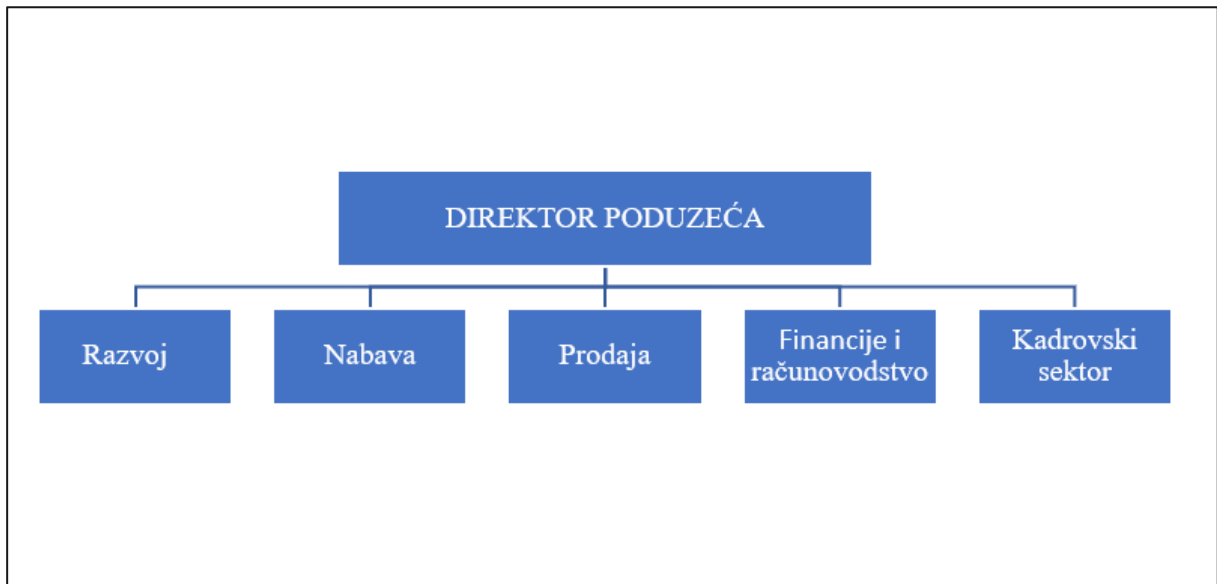 DIREKTOR PODUZEĆA
Razvoj
Nabava
Prodaja
Financije i
računovodstvo
Kadrovski
sektor